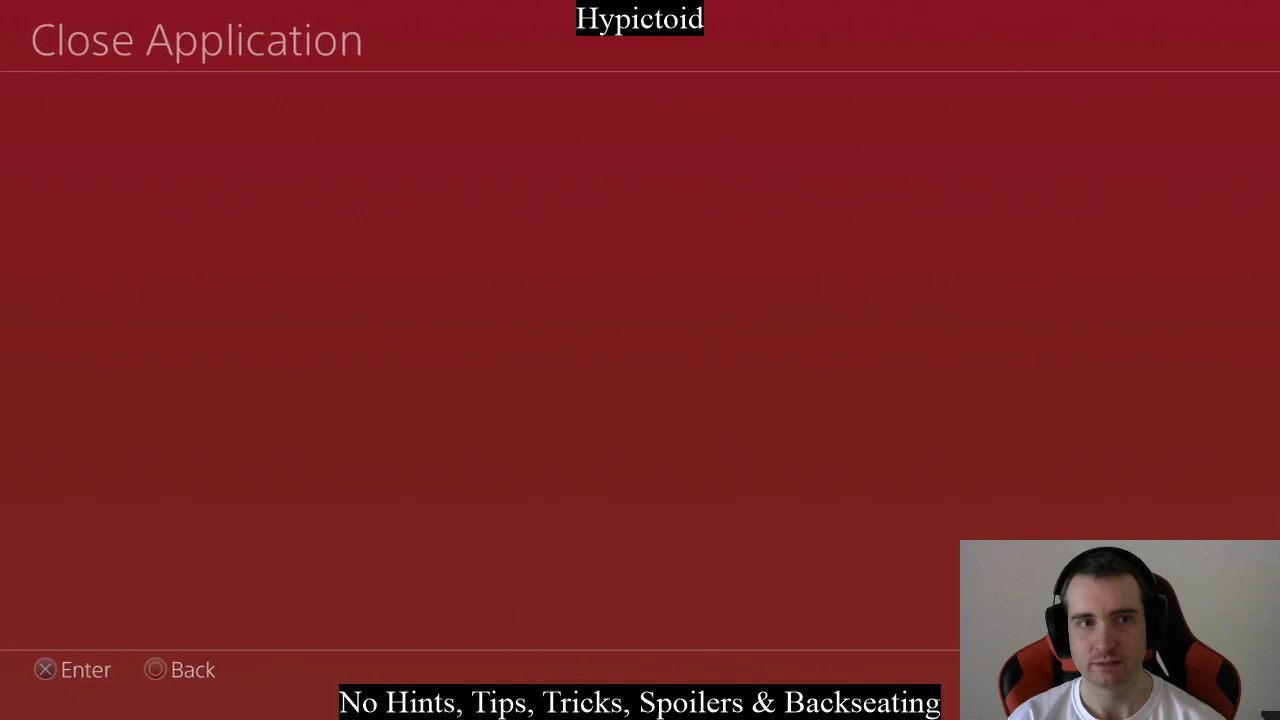 Hypictoid
Close Application
Enter
Back
No Hints, Tips, Tricks, Spoilers & Backseating